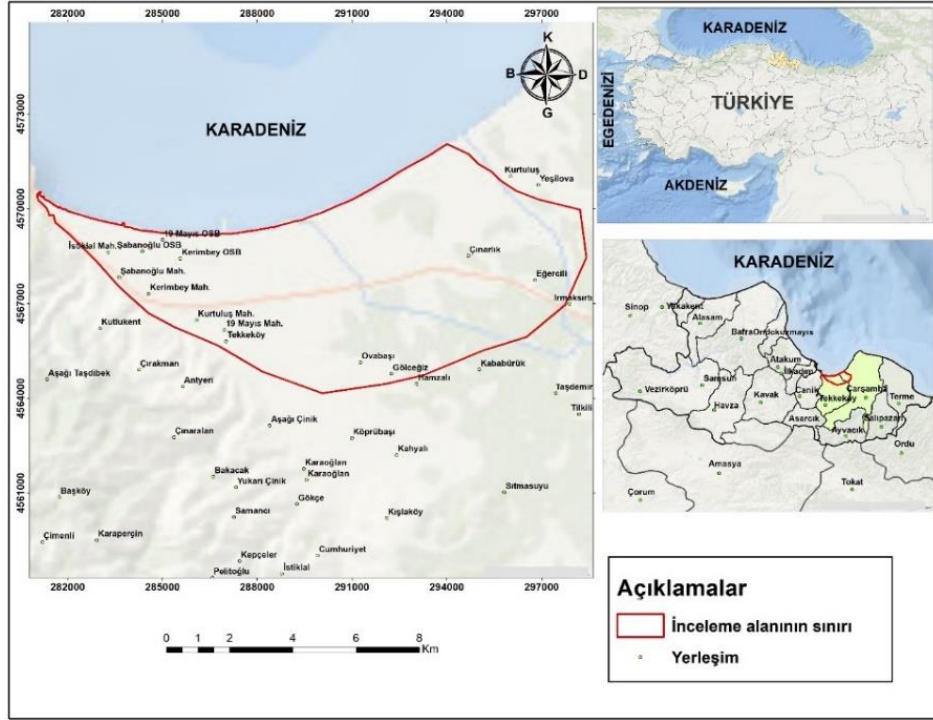 282000 285000 288000 291000 294000 297000
KARADENİZ
K
B D
G
4573000
4570000
4567000
4564000
4561000
Kurtuluş
Yeşilova
19 Mayıs OSB
İstiklal Mah.
Şabanoğlu OSB
Kerimbey OSB
Çınarlık
Şabanoğlu Mah.
Eğercili
Kerimbey Mah.
Irmaksırtı
Kurtuluş Mah.
Kutlukent
19 Mayıs Mah.
Tekkeköy
Ovabaşı
Çırakman
Gölceğiz
Kababürük
Aşağı Taşdibek
Antyeri
Hamzalı
Taşdemir
Tilkili
Aşağı Çinik
Çınaralan
Köprübaşı
Kahyalı
Karaoğlan
Bakacak
Karaoğlan
Yukarı Çinik
Başköy
Sıtmasuyu
Gökçe
Samancı
Kışlaköy
Çimenli
Karaperçin
Cumhuriyet
Kepçeler
Pelitoğlu
İstiklal
282000 285000 288000 291000 294000 297000
0 1 2 4 6 8
Km
KARADENİZ
EGEDENİZİ
TÜRKİYE
AKDENİZ
KARADENİZ
Sinop
Yakakent
Alaşam
Bafra
Ondokuzmayıs
Atakum
İlkadım
Vezirköprü
Samsun
Canik
Çarşamba
Havza
Kavak
Tekkeköy
Terme
Asarcık
Salıpazarı
Ayvacık
Ordu
Amasya
Tokat
Çorum
Açıklamalar
İnceleme alanının sınırı
Yerleşim